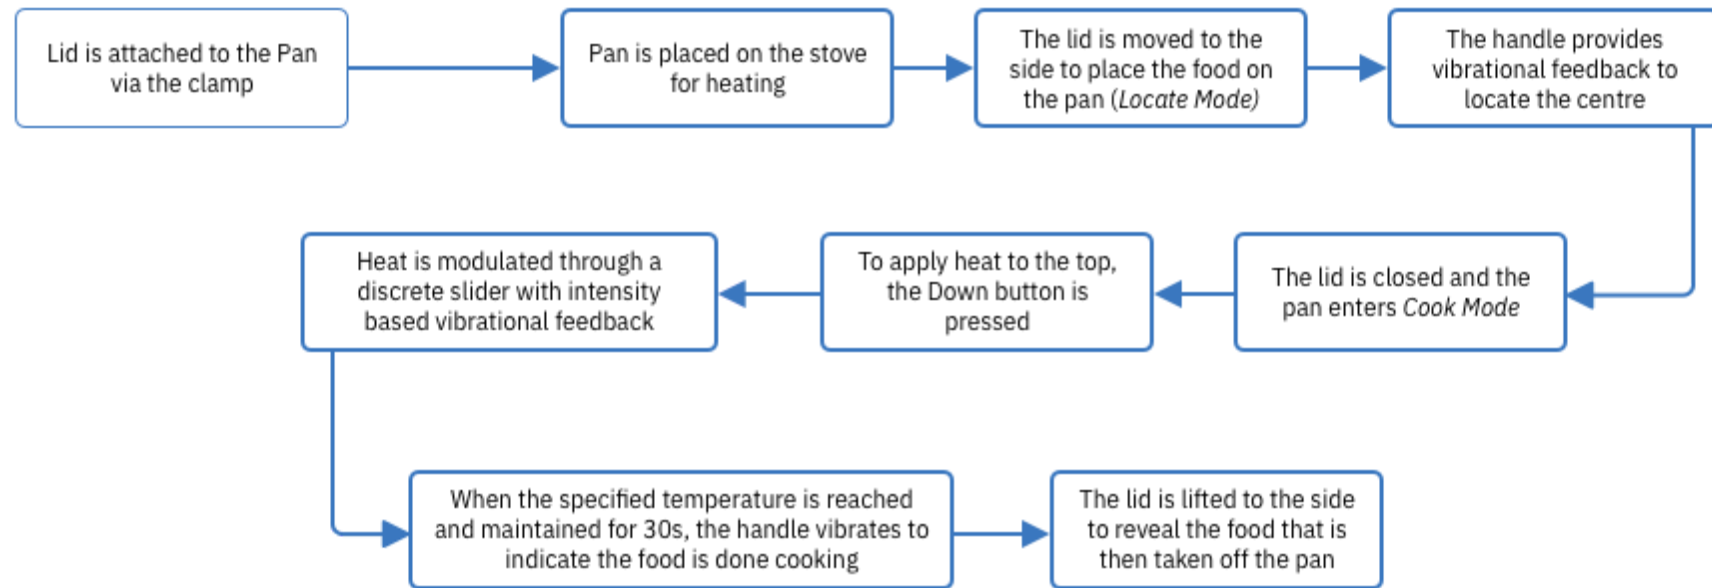 Lid is attached to the Pan
via the clamp
Pan is placed on the stove
for heating
The lid is moved to the
side to place the food on
the pan (Locate Mode)
The handle provides
vibrational feedback to
locate the centre
The lid is closed and the
pan enters Cook Mode
To apply heat to the top,
the Down button is
pressed
Heat is modulated through a
discrete slider with intensity
based vibrational feedback
When the specified temperature is reached
and maintained for 30s, the handle vibrates to
indicate the food is done cooking
The lid is lifted to the side
to reveal the food that is
then taken off the pan